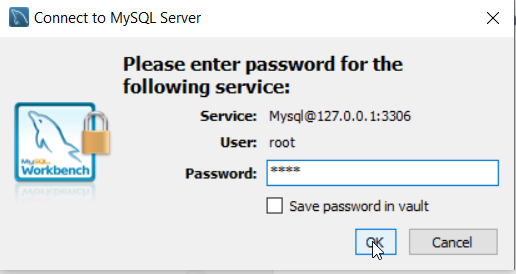 Connect to MySQL Server
Please enter password for the
following service:
Service: Mysql@127.0.0.1:3306
User: root
Password: ****
MySQL
Workbench
Save password in vault
OK Cancel